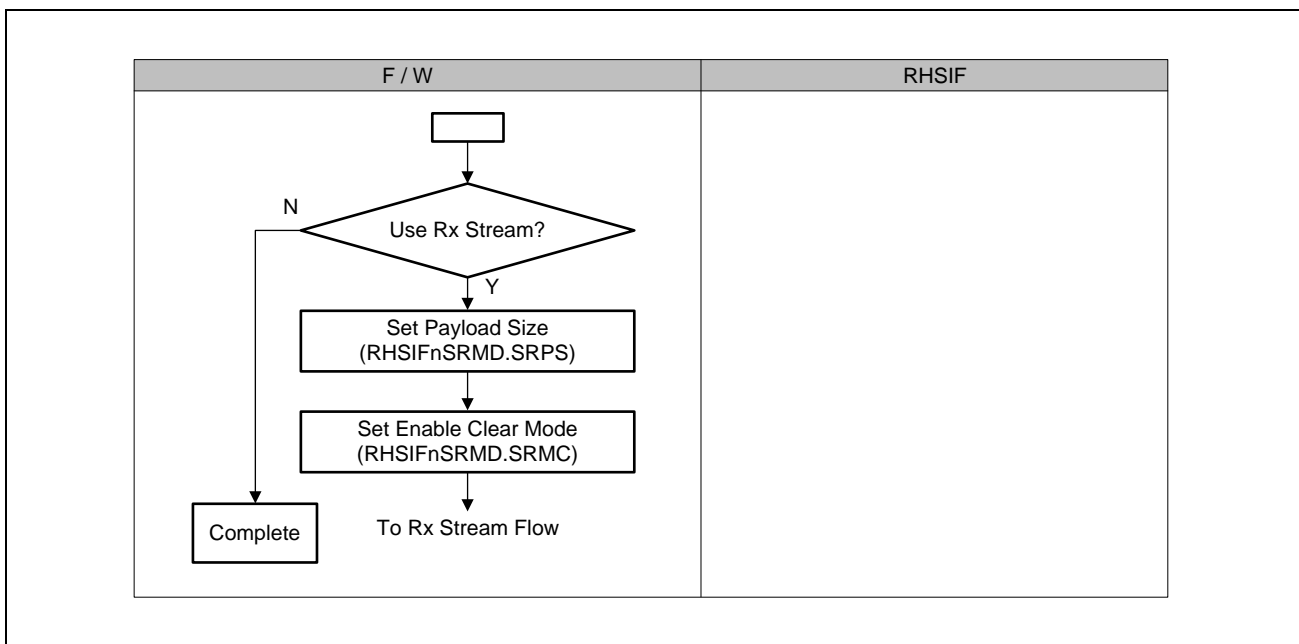 F / W
RHSIF
N
Use Rx Stream?
Y
Set Payload Size
(RHSIFnSRMD.SRPS)
Set Enable Clear Mode
(RHSIFnSRMD.SRMC)
Complete
To Rx Stream Flow